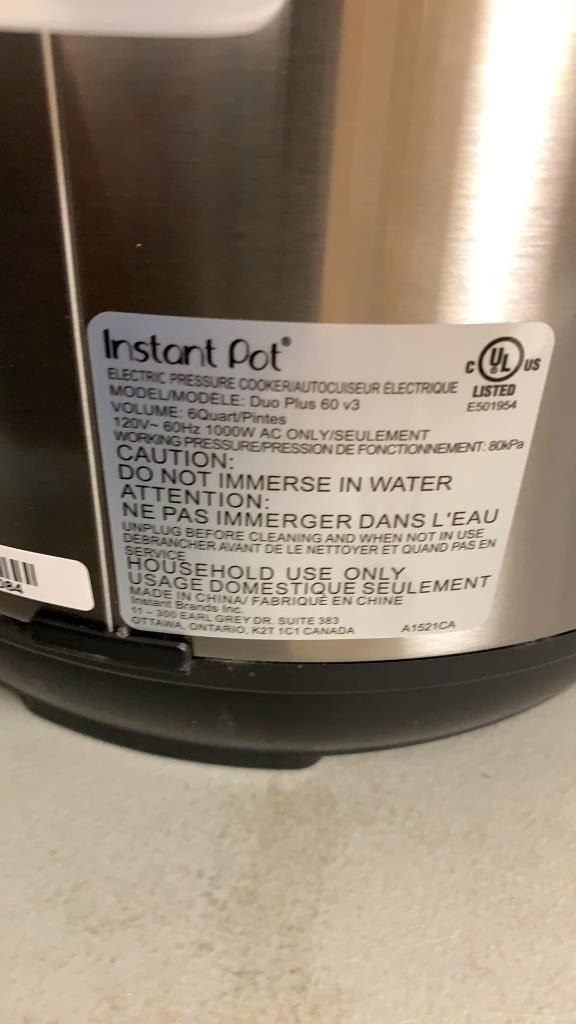 Instant Pot®
C UL US
LISTED
E501954
ELECTRIC PRESSURE COOKER/AUTOCUISEUR ÉLECTRIQUE
MODEL/MODÈLE: Duo Plus 60 v3
VOLUME: 6Quart/Pintes
120V~ 60Hz 1000W AC ONLY/SEULEMENT
WORKING PRESSURE/PRESSION DE FONCTIONNEMENT: 80kPa
CAUTION:
DO NOT IMMERSE IN WATER
ATTENTION:
NE PAS IMMERGER DANS L'EAU
UNPLUG BEFORE CLEANING AND WHEN NOT IN USE
DÉBRANCHER AVANT DE LE NETTOYER ET QUAND PAS EN
SERVICE
HOUSEHOLD USE ONLY
USAGE DOMESTIQUE SEULEMENT
MADE IN CHINA/ FABRIQUÉ EN CHINE
Instant Brands Inc.
11 – 300 EARL GREY DR. SUITE 383
OTTAWA, ONTARIO, K2T 1C1 CANADA
A1521CA
084